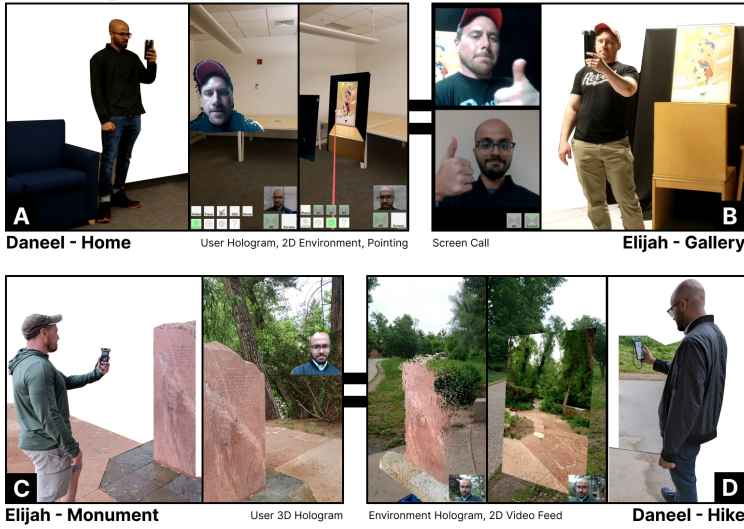 A
B
Daneel - Home
User Hologram, 2D Environment, Pointing
Screen Call
Elijah - Gallery
C
D
Elijah - Monument
User 3D Hologram
Environment Hologram, 2D Video Feed
Daneel - Hike